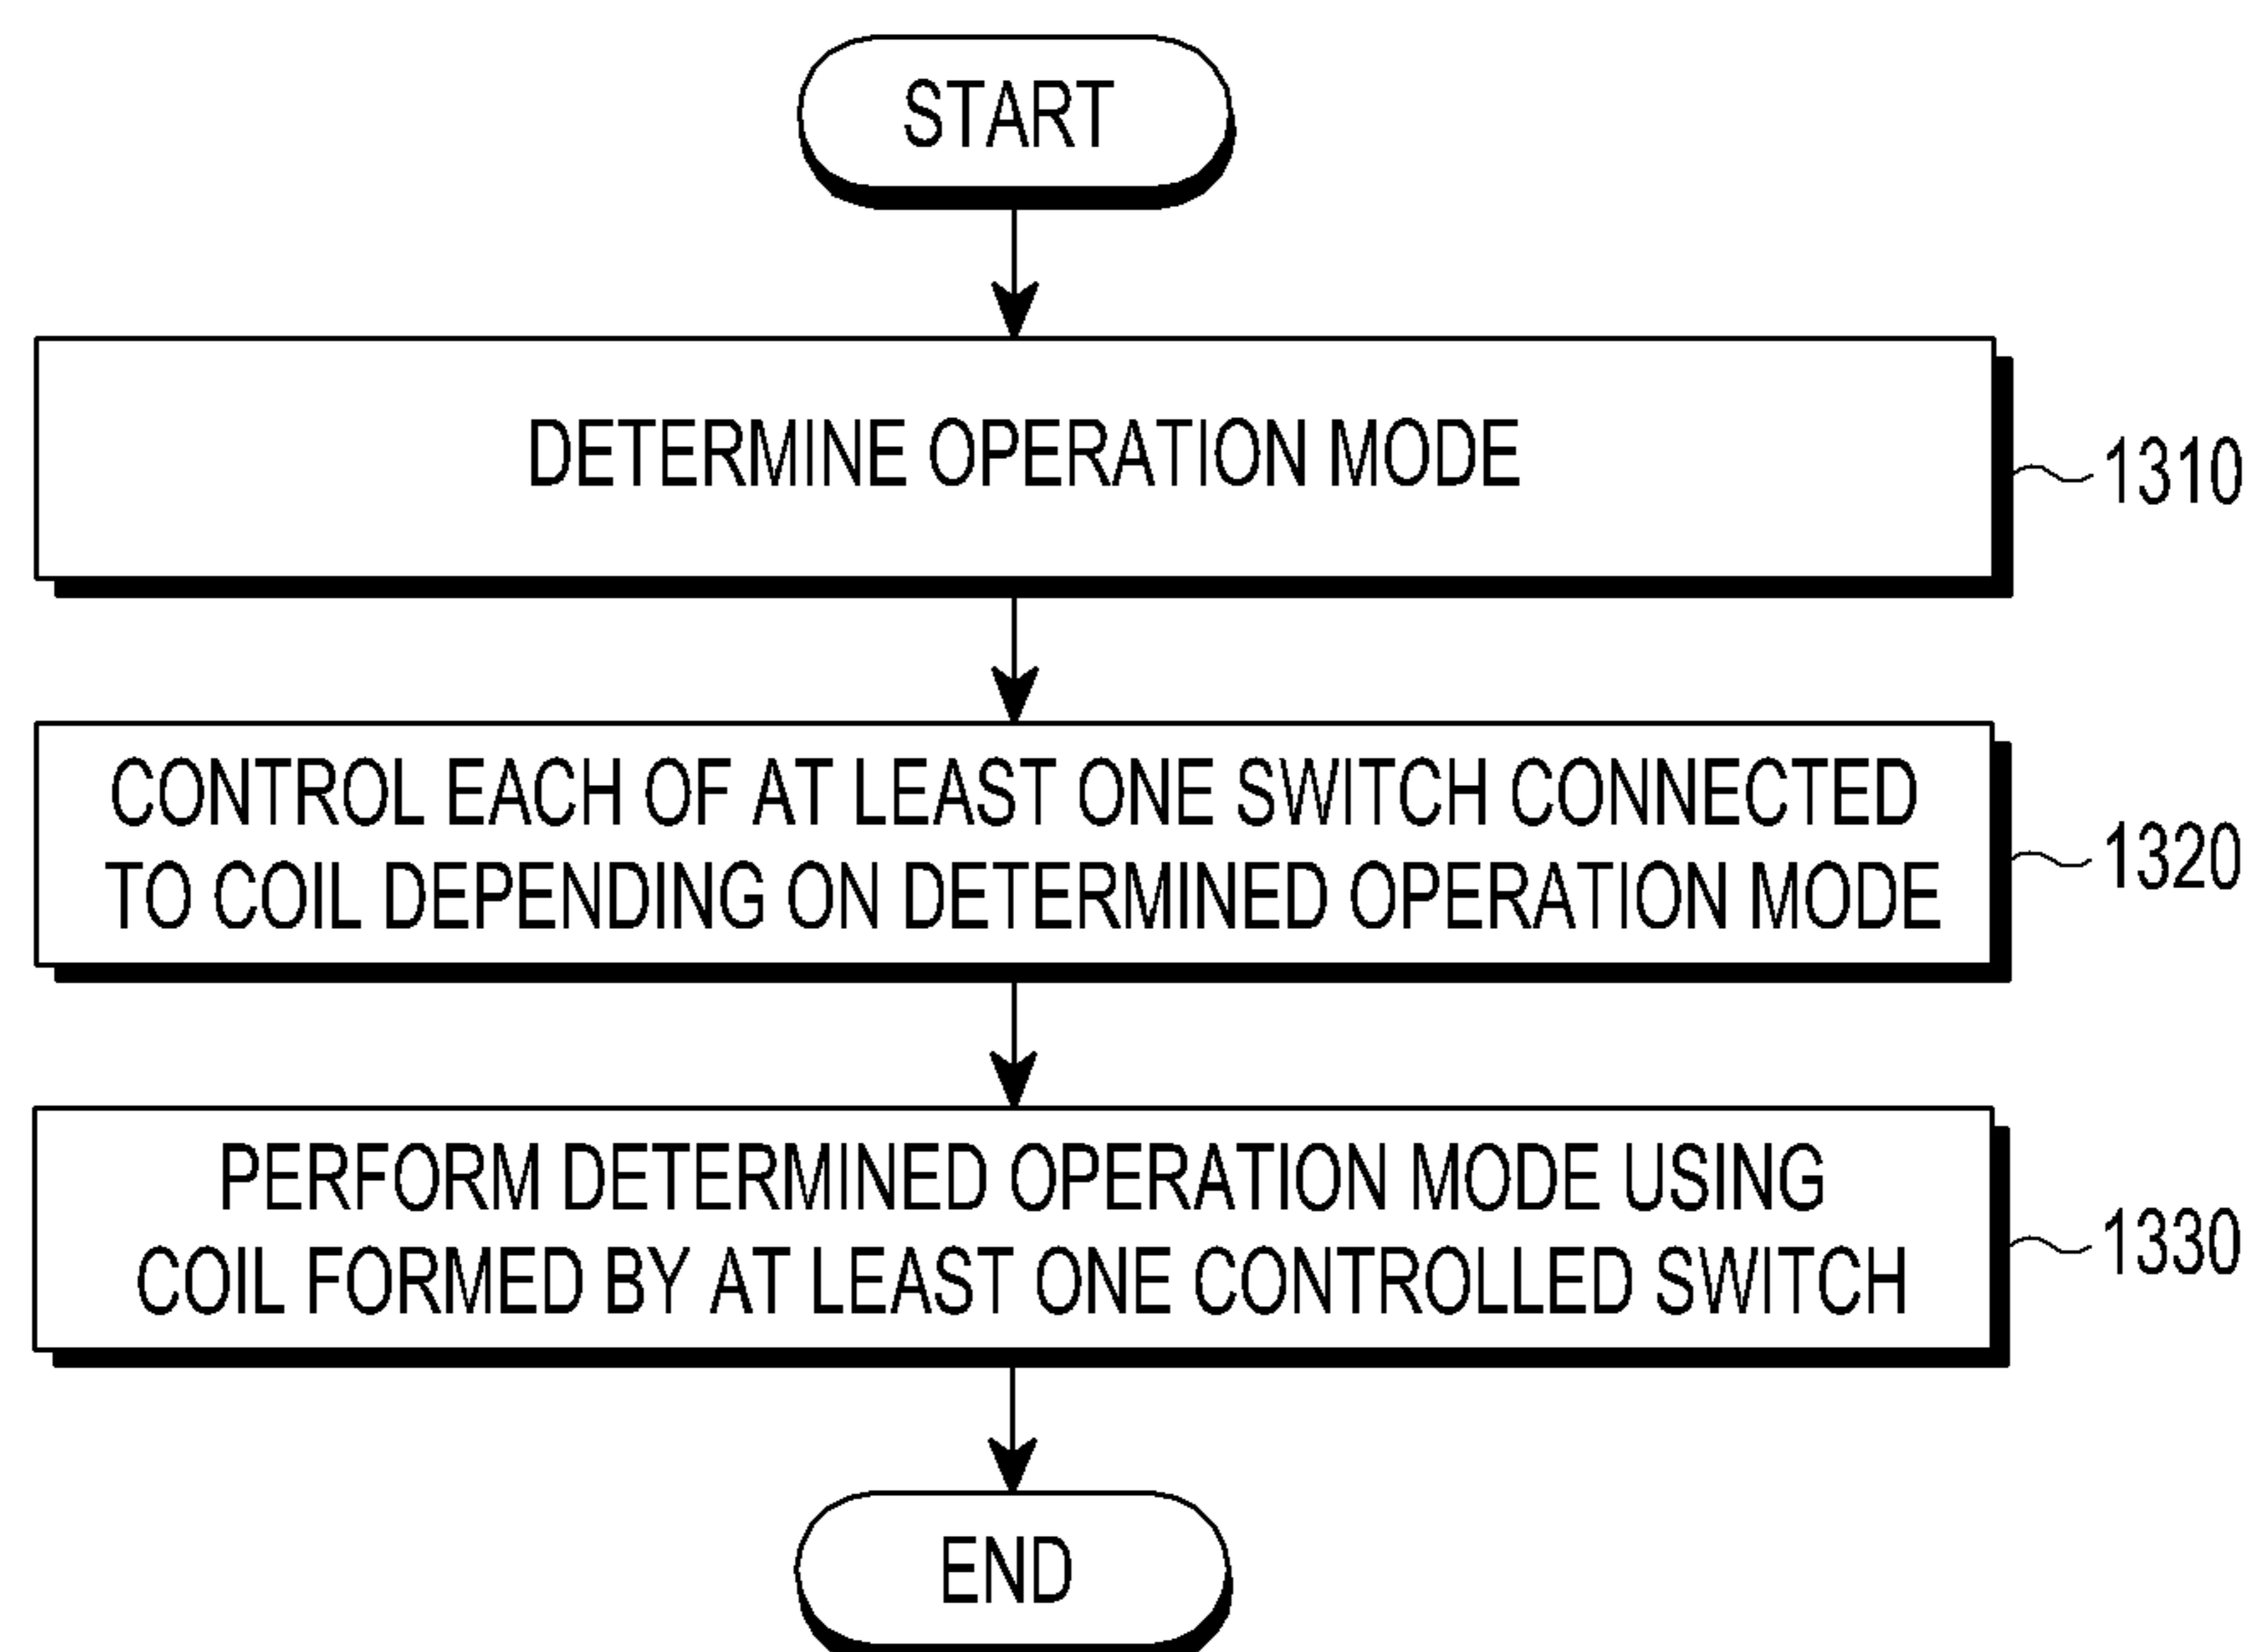 START
DETERMINE OPERATION MODE
1310
CONTROL EACH OF AT LEAST ONE SWITCH CONNECTED
TO COIL DEPENDING ON DETERMINED OPERATION MODE
1320
PERFORM DETERMINED OPERATION MODE USING
COIL FORMED BY AT LEAST ONE CONTROLLED SWITCH
1330
END